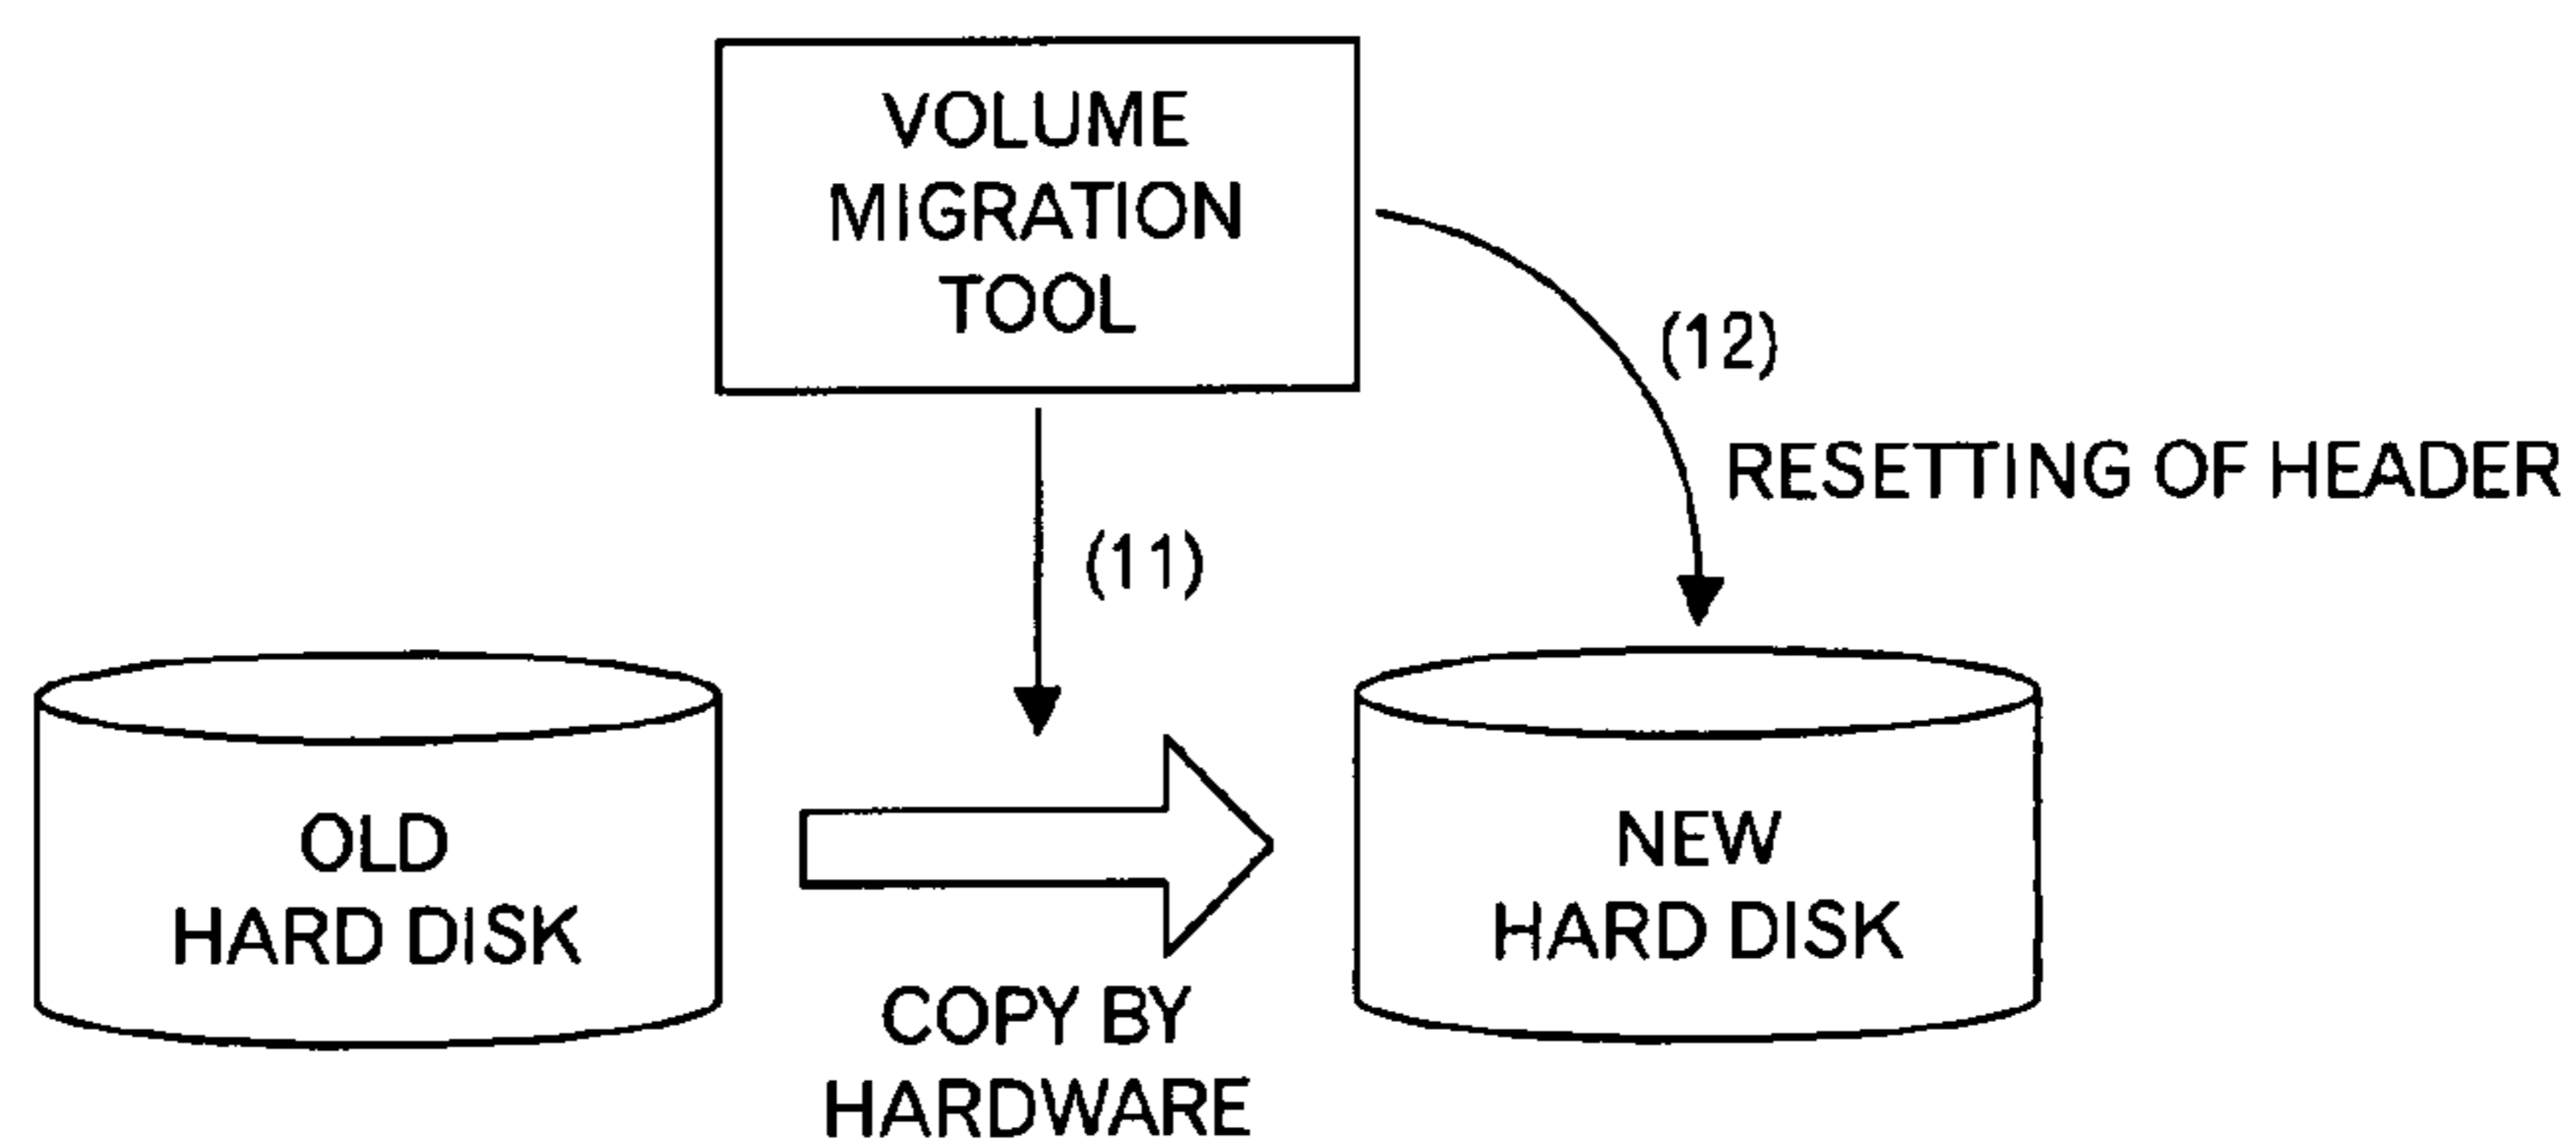 VOLUME
MIGRATION
TOOL
(12)
RESETTING OF HEADER
(11)
OLD
HARD DISK
COPY BY
HARDWARE
NEW
HARD DISK